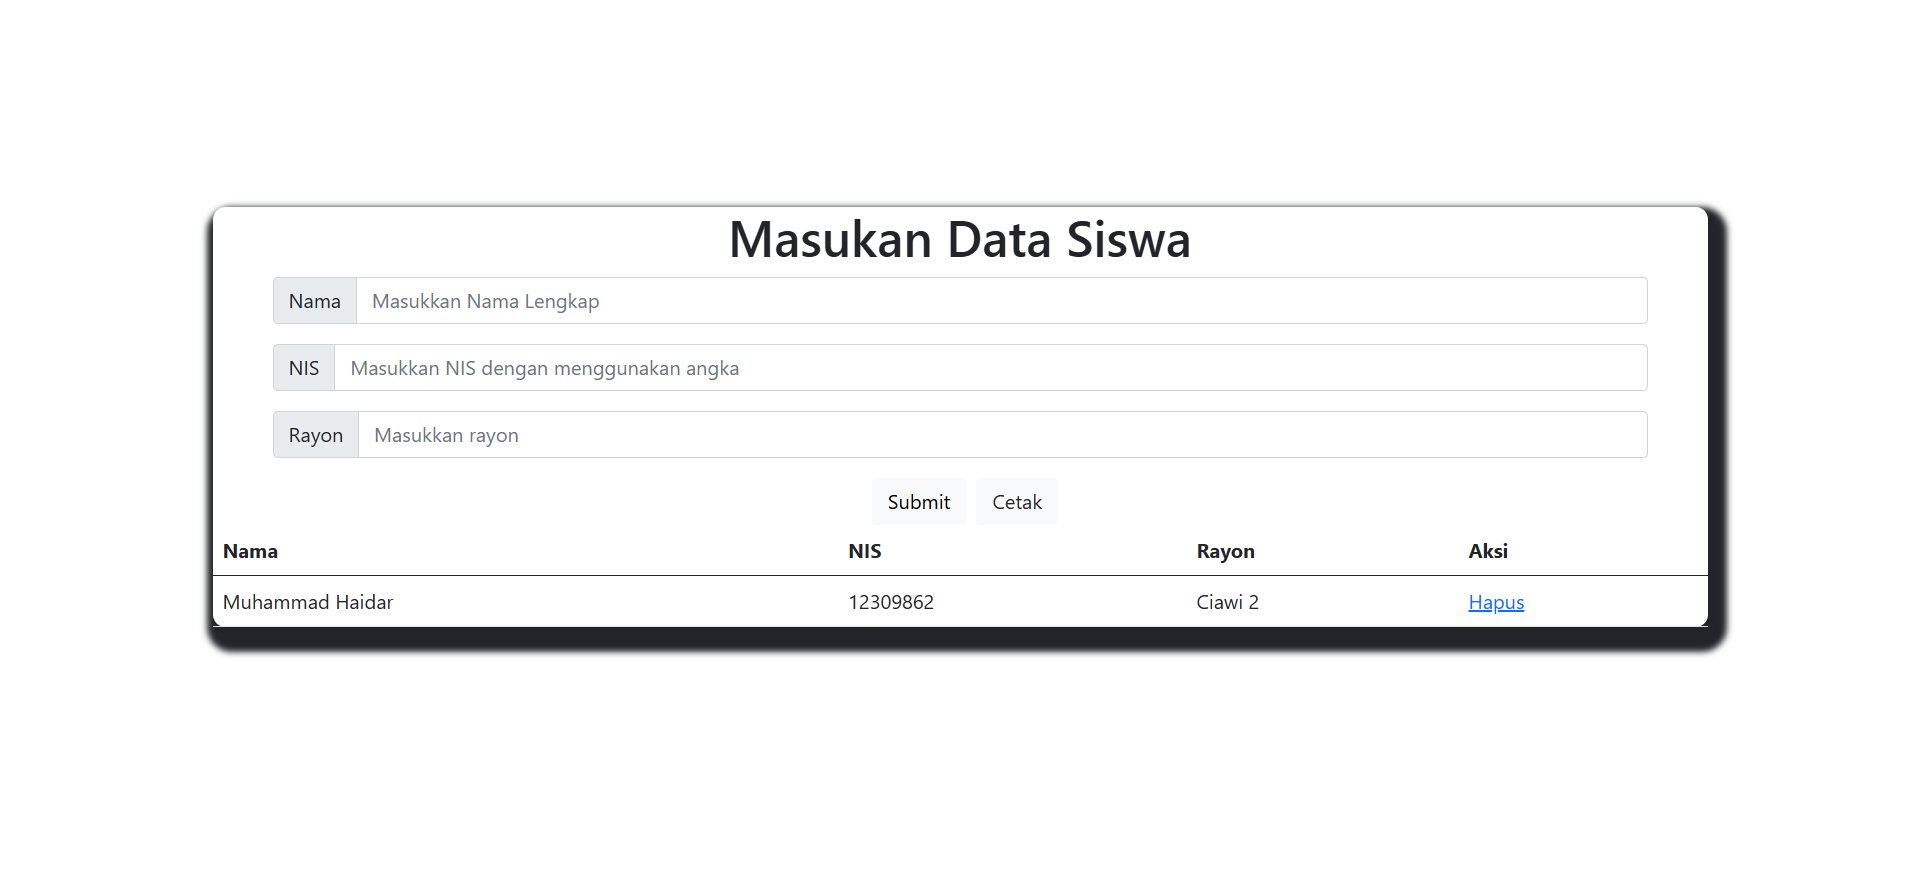 Masukan Data Siswa
Nama Masukkan Nama Lengkap
NIS Masukkan NIS dengan menggunakan angka
Rayon Masukkan rayon
Submit Cetak
Nama NIS Rayon Aksi
Muhammad Haidar 12309862 Ciawi 2 Hapus